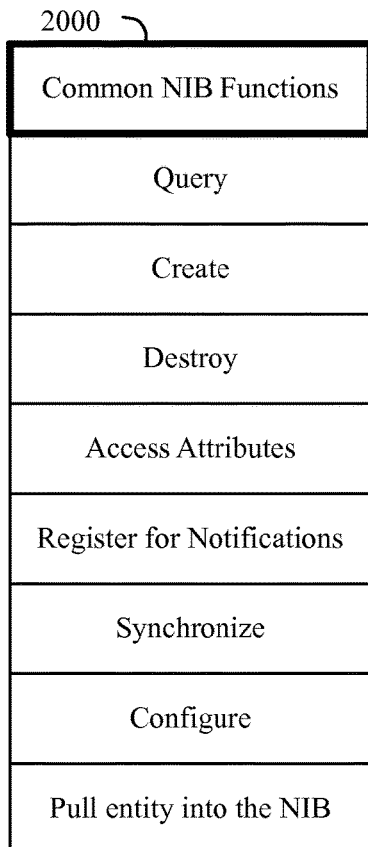 2000
Common NIB Functions
Query
Create
Destroy
Access Attributes
Register for Notifications
Synchronize
Configure
Pull entity into the NIB